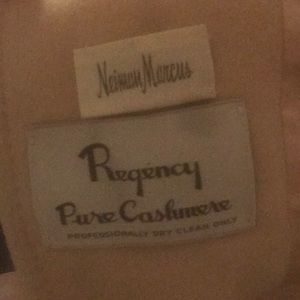 Neiman Marcus
Regency
Pure Cashmere
PROFESSIONALLY DRY CLEAN ONLY